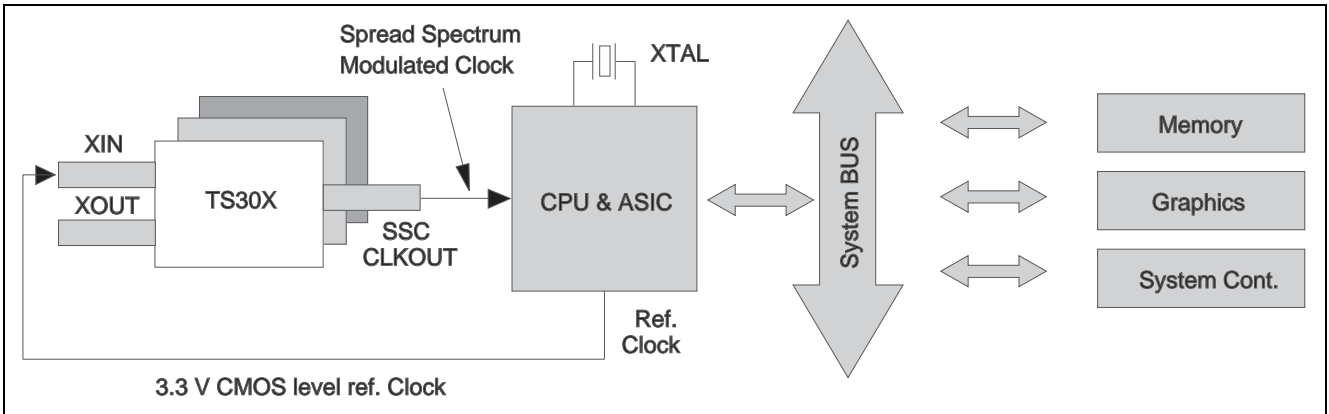 Spread Spectrum
Modulated Clock
XTAL
XIN
XOUT
TS30X
SSC
CLKOUT
CPU & ASIC
System BUS
Memory
Graphics
System Cont.
Ref.
Clock
3.3 V CMOS level ref. Clock